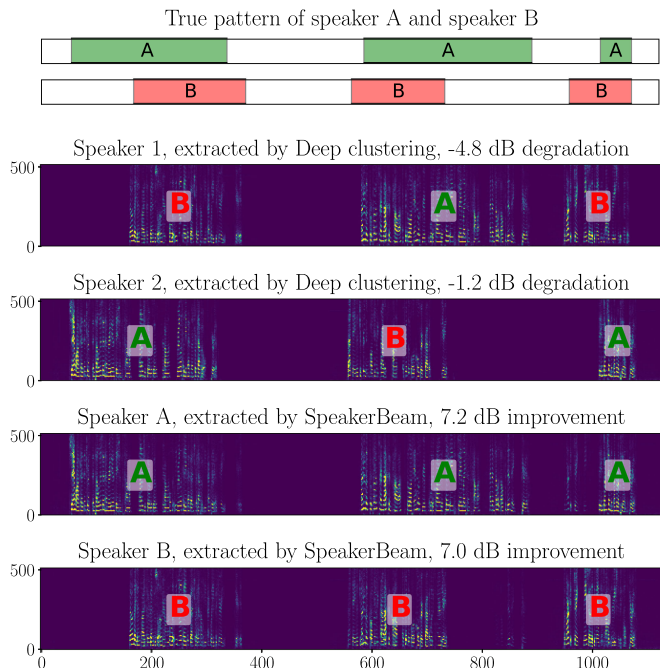 True pattern of speaker A and speaker B
A A A
B B B
Speaker 1, extracted by Deep clustering, -4.8 dB degradation
500
B A B
0
Speaker 2, extracted by Deep clustering, -1.2 dB degradation
500
A B A
0
Speaker A, extracted by SpeakerBeam, 7.2 dB improvement
500
A A A
0
Speaker B, extracted by SpeakerBeam, 7.0 dB improvement
500
B B B
0
0 200 400 600 800 1000